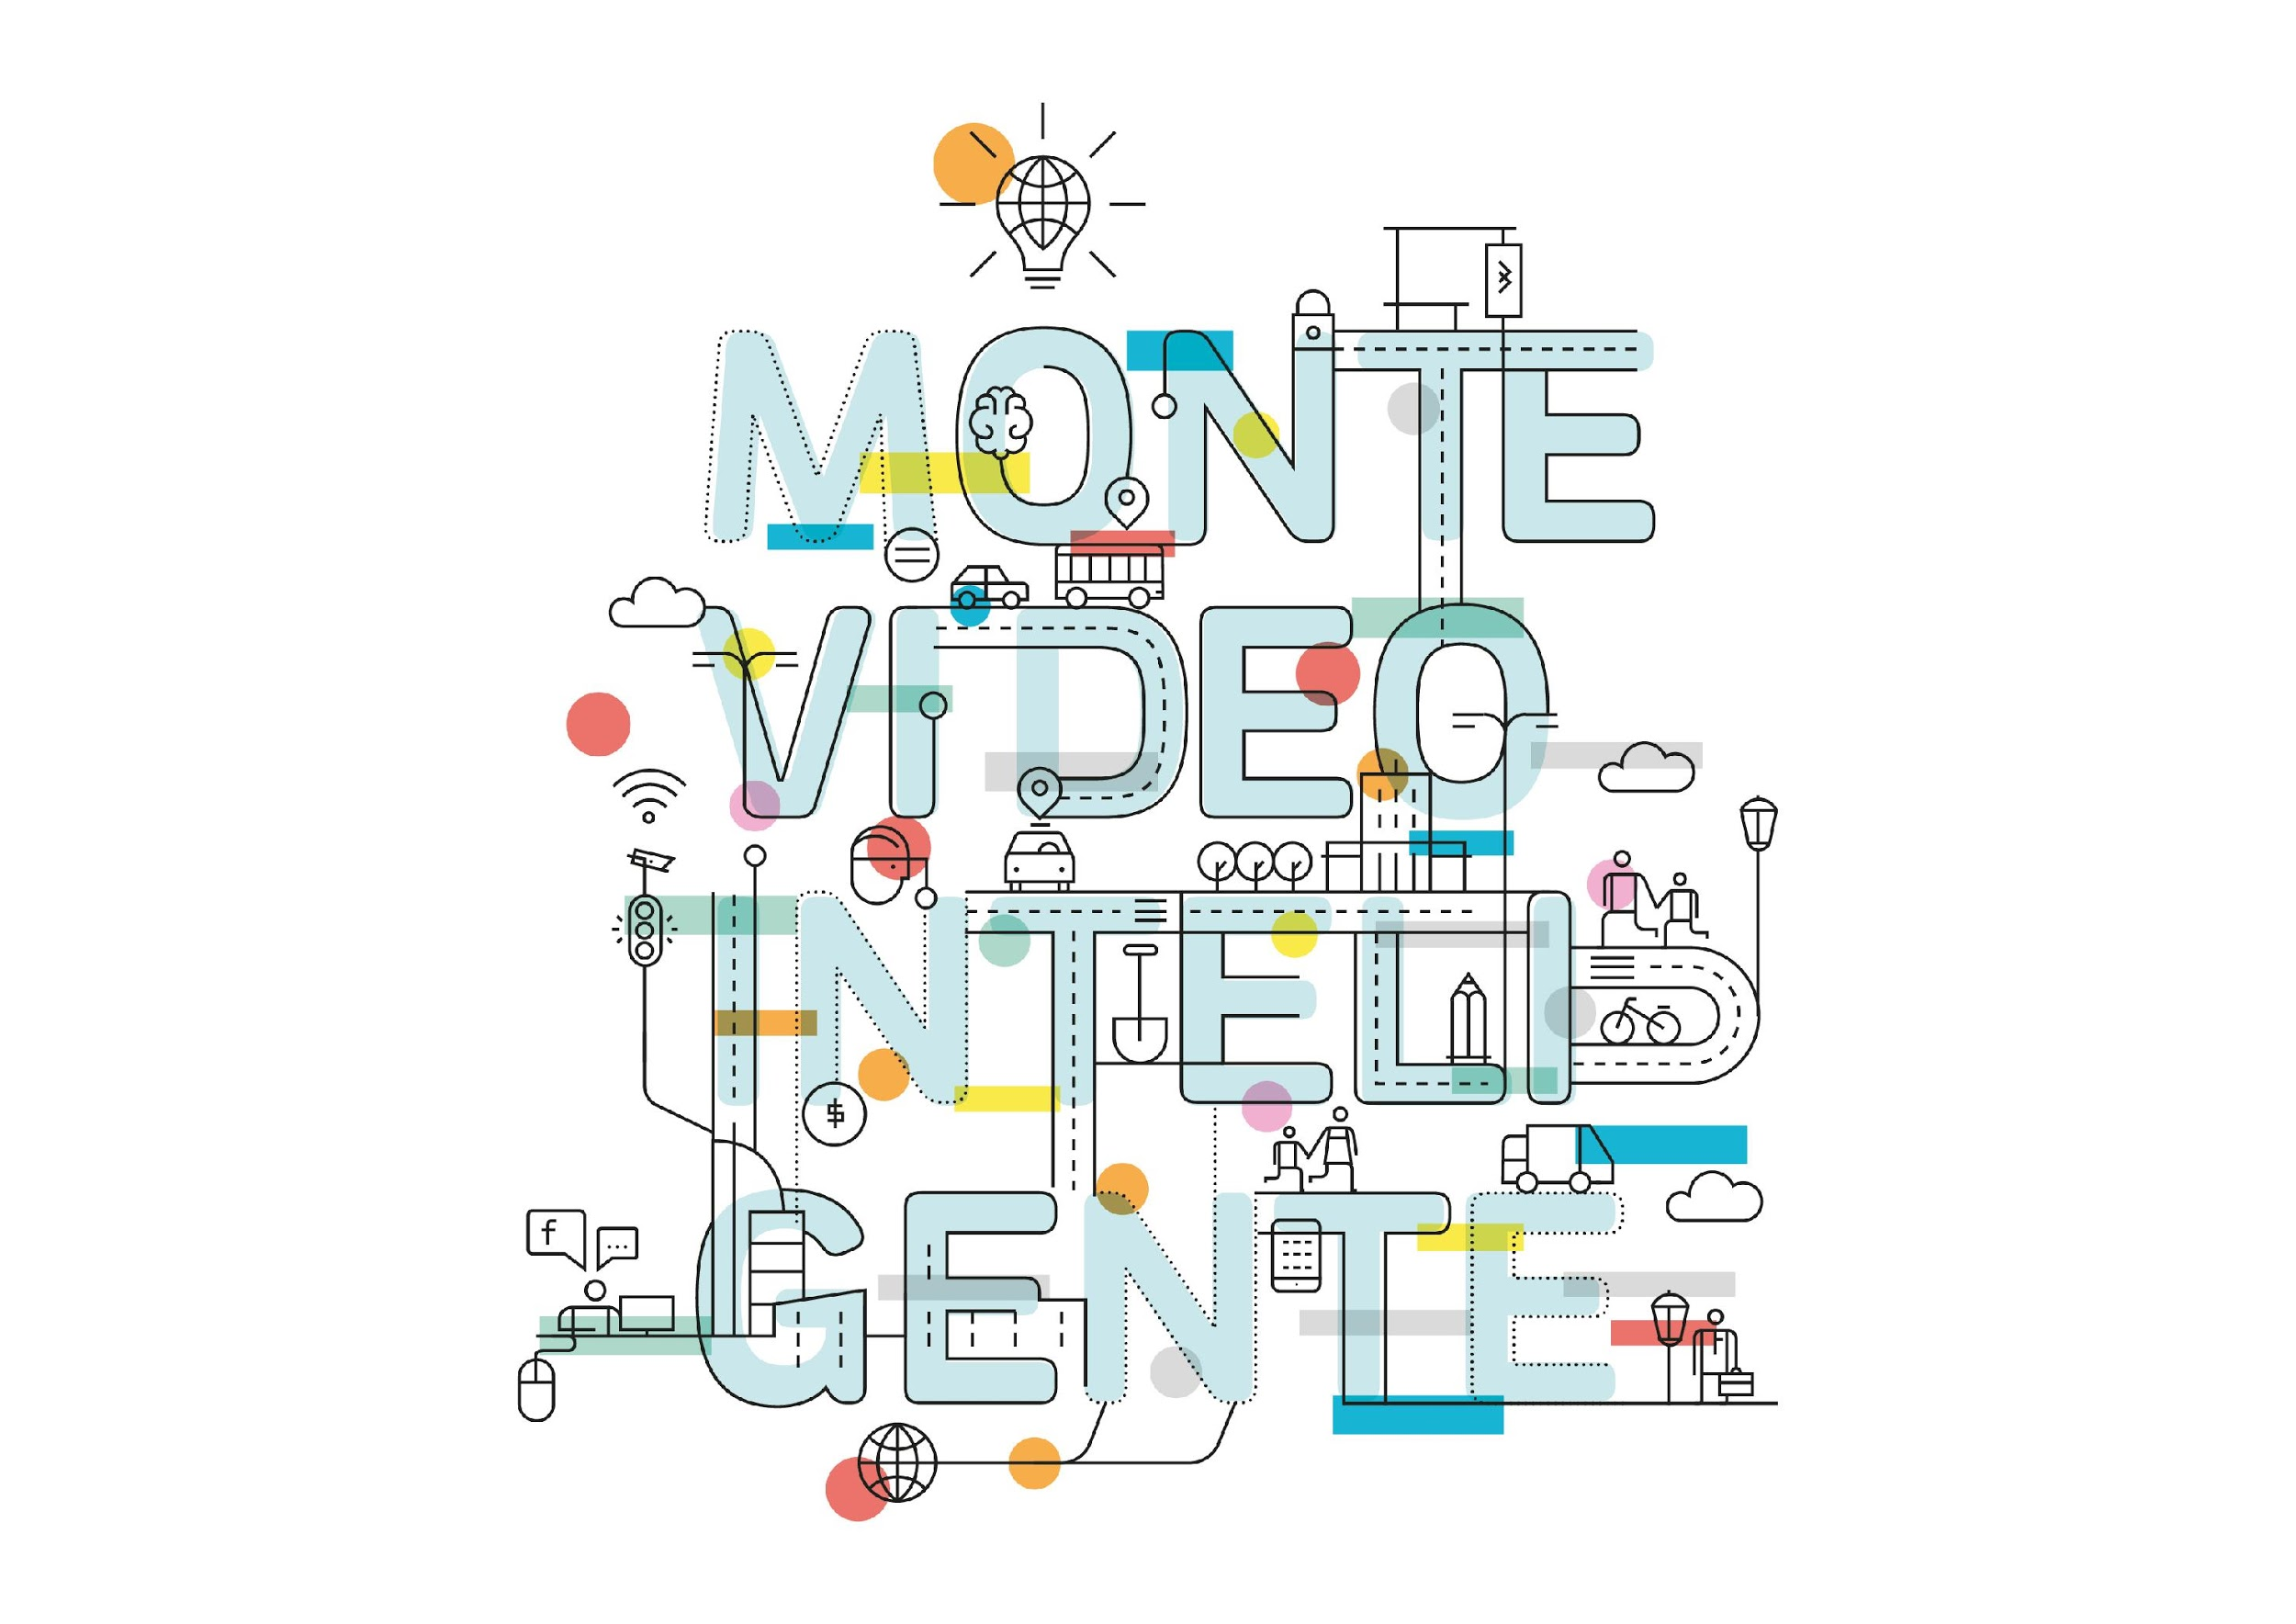 MONTE
VIDEO
INTELI
$
GENTE
f
...